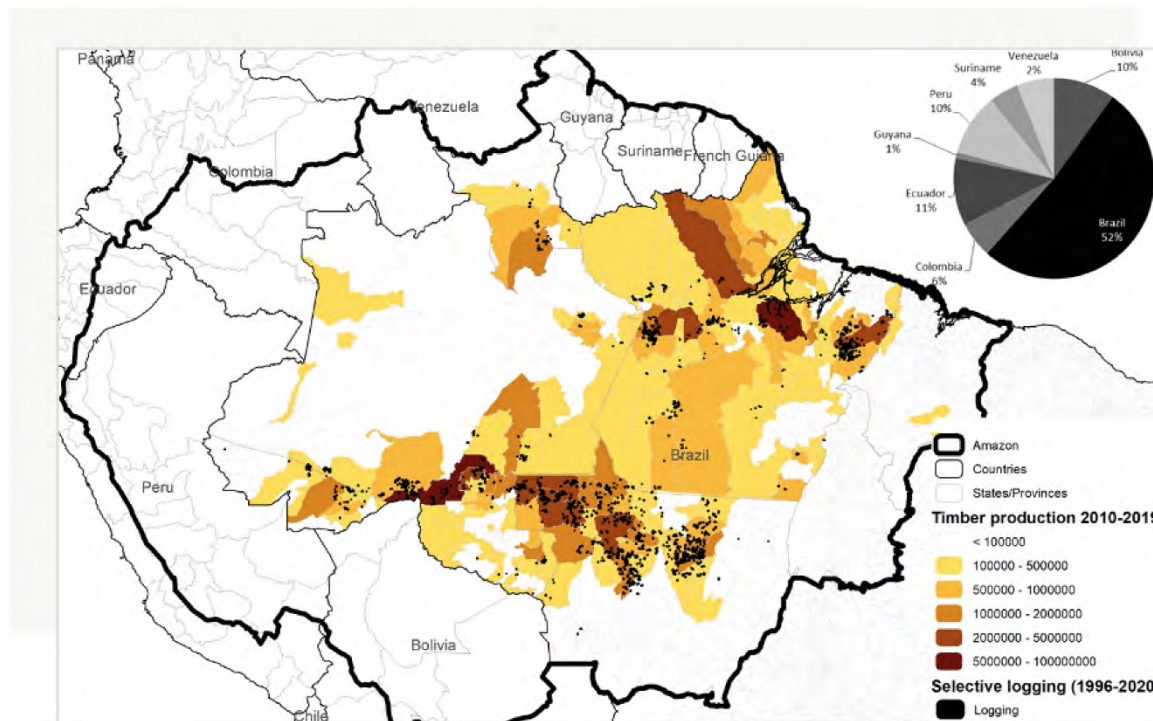 Panama
Venezuela
Guyana
Suriname
French Guiana
Colombia
Ecuador
Peru
Brazil
Bolivia
Chile
Venezuela
2%
Bolivia
10%
Suriname
4%
Peru
10%
Guyana
1%
Ecuador
11%
Colombia
6%
Brazil
52%
Amazon
Countries
States/Provinces
Timber production 2010-2019
< 100000
100000 - 500000
500000 - 1000000
1000000 - 2000000
2000000 - 5000000
5000000 - 100000000
Selective logging (1996-2020
Logging